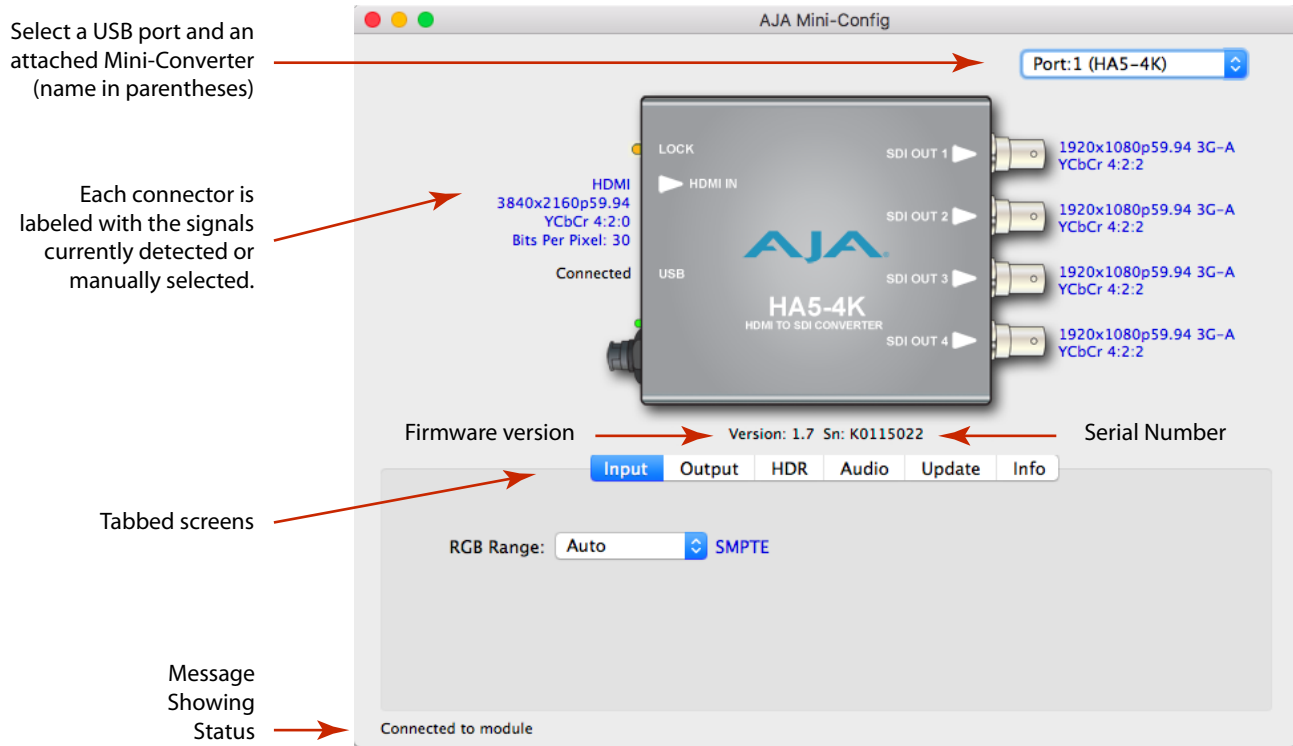 AJA Mini-Config
Select a USB port and an
attached Mini-Converter
(name in parentheses)
Port:1 (HA5-4K)
Each connector is
labeled with the signals
currently detected or
manually selected.
HDMI
3840x2160p59.94
YCbCr 4:2:0
Bits Per Pixel: 30
Connected
LOCK
HDMI IN
USB
AJA
HA5-4K
HDMI TO SDI CONVERTER
SDI OUT 1
SDI OUT 2
SDI OUT 3
SDI OUT 4
1920x1080p59.94 3G-A
YCbCr 4:2:2
1920x1080p59.94 3G-A
YCbCr 4:2:2
1920x1080p59.94 3G-A
YCbCr 4:2:2
1920x1080p59.94 3G-A
YCbCr 4:2:2
Firmware version
Version: 1.7 Sn: K0115022
Serial Number
Tabbed screens
Input Output HDR Audio Update Info
RGB Range: Auto SMPTE
Message
Showing
Status
Connected to module